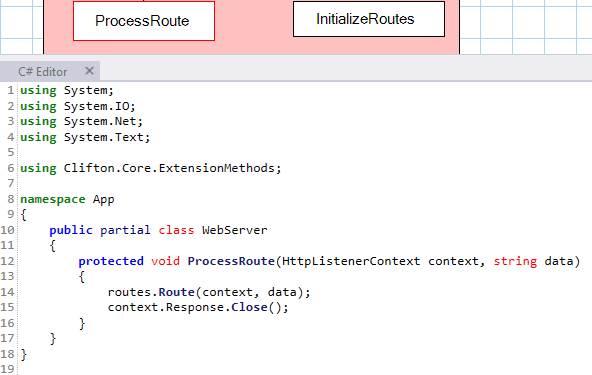 ProcessRoute InitializeRoutes
C# Editor ✕
1 using System;
2 using System.IO;
3 using System.Net;
4 using System.Text;
5
6 using Clifton.Core.ExtensionMethods;
7
8 namespace App
9 {
10     public partial class WebServer
11     {
12         protected void ProcessRoute(HttpListenerContext context, string data)
13         {
14             routes.Route(context, data);
15             context.Response.Close();
16         }
17     }
18 }
19